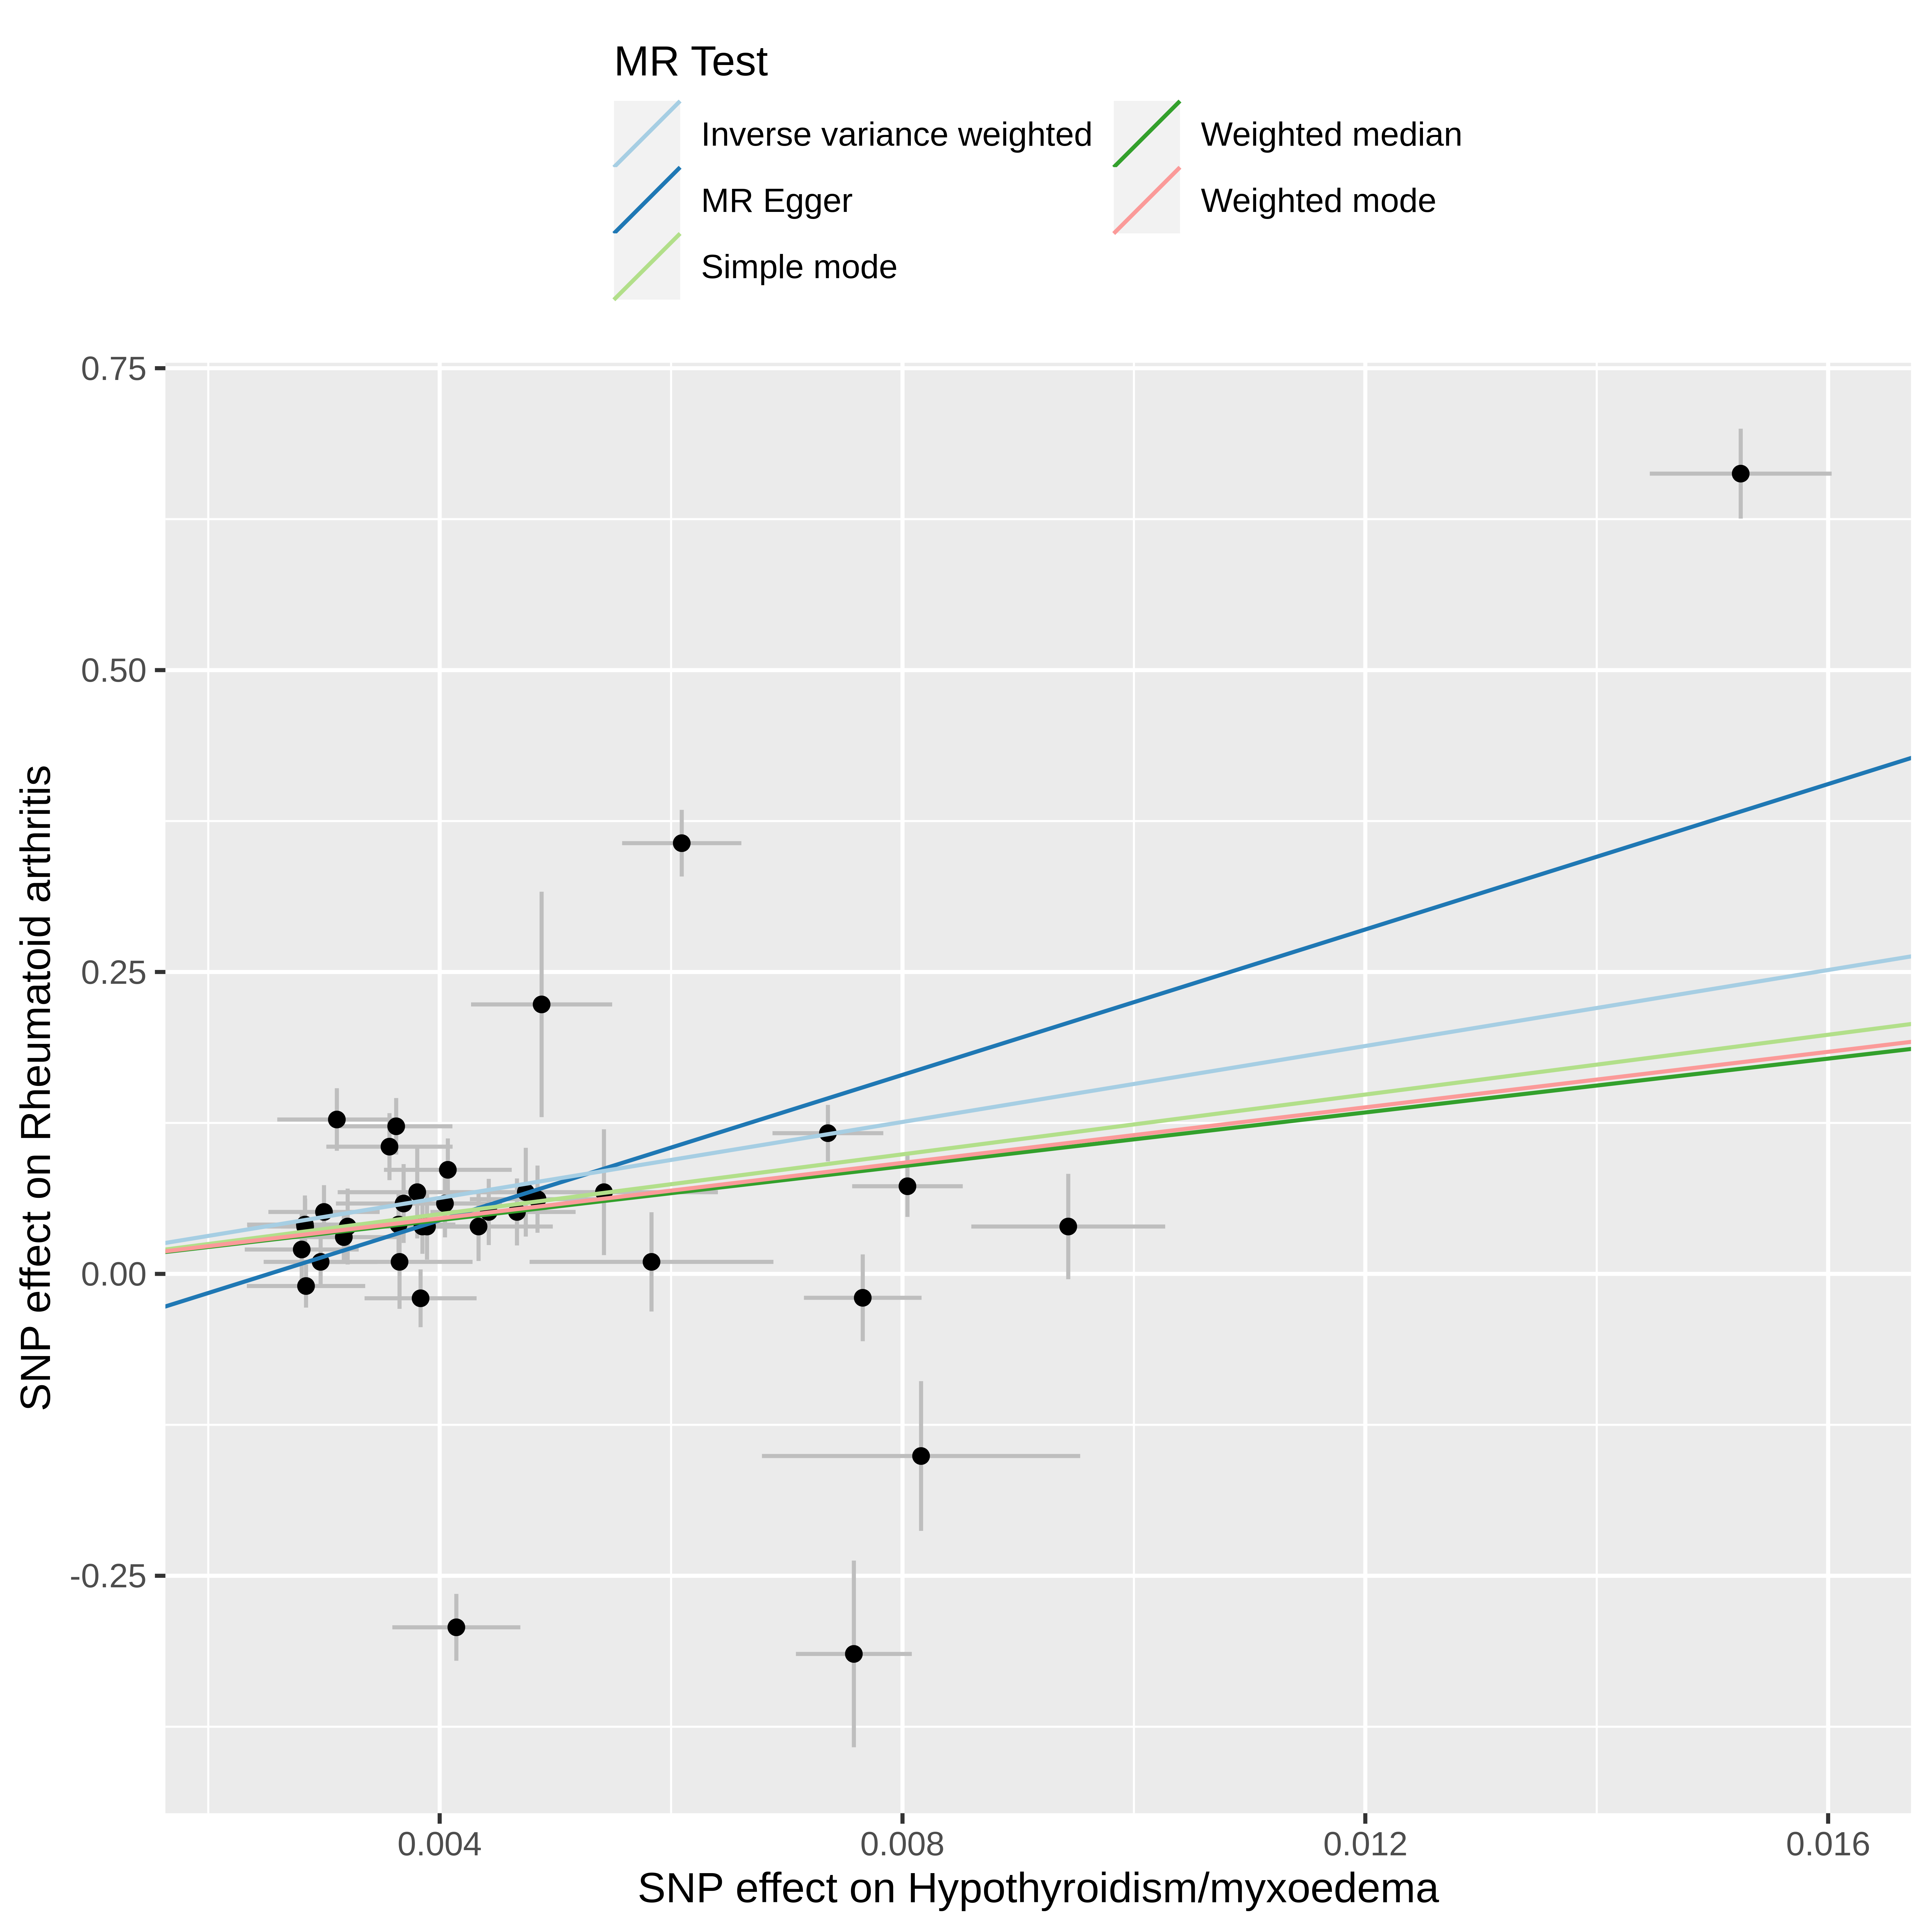 MR Test
Inverse variance weighted
Weighted median
MR Egger
Weighted mode
Simple mode
0.75
0.50
0.25
0.00
-0.25
SNP effect on Rheumatoid arthritis
0.004
0.008
0.012
0.016
SNP effect on Hypothyroidism/myxoedema